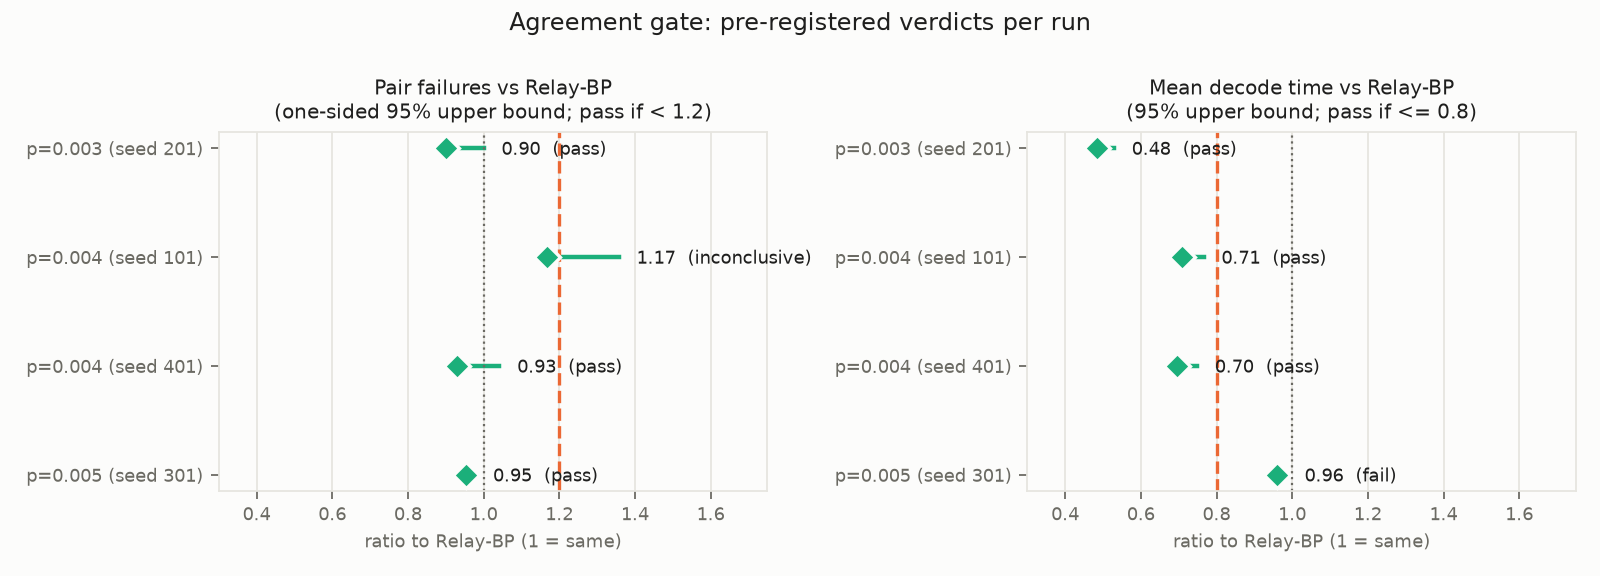 Agreement gate: pre-registered verdicts per run
Pair failures vs Relay-BP
(one-sided 95% upper bound; pass if < 1.2)
p=0.003 (seed 201)
0.90 (pass)
p=0.004 (seed 101)
1.17 (inconclusive)
p=0.004 (seed 401)
0.93 (pass)
p=0.005 (seed 301)
0.95 (pass)
0.4 0.6 0.8 1.0 1.2 1.4 1.6
ratio to Relay-BP (1 = same)
Mean decode time vs Relay-BP
(95% upper bound; pass if <= 0.8)
p=0.003 (seed 201)
0.48 (pass)
p=0.004 (seed 101)
0.71 (pass)
p=0.004 (seed 401)
0.70 (pass)
p=0.005 (seed 301)
0.96 (fail)
0.4 0.6 0.8 1.0 1.2 1.4 1.6
ratio to Relay-BP (1 = same)